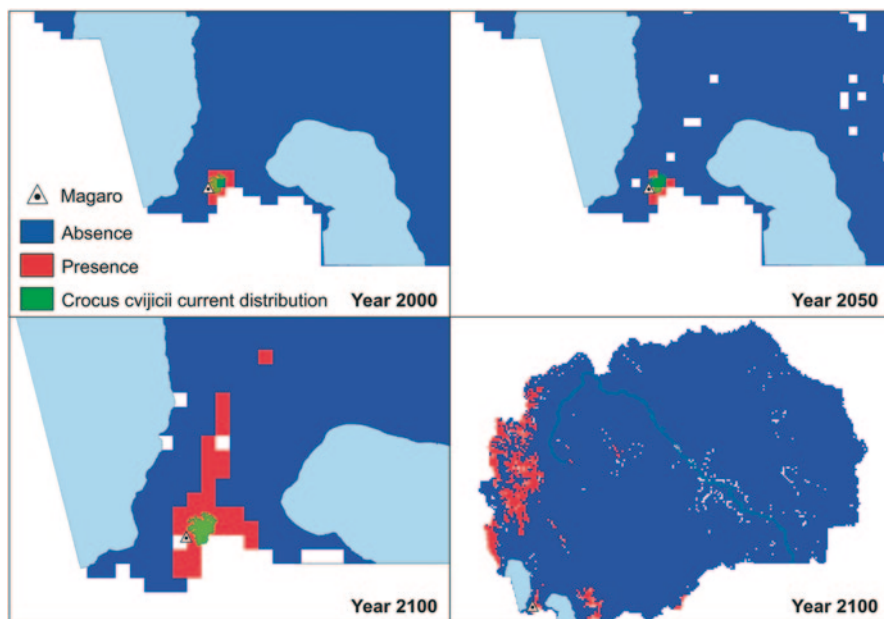 Magaro
Absence
Presence
Crocus cvijicii current distribution
Year 2000
Year 2050
Year 2100
Year 2100